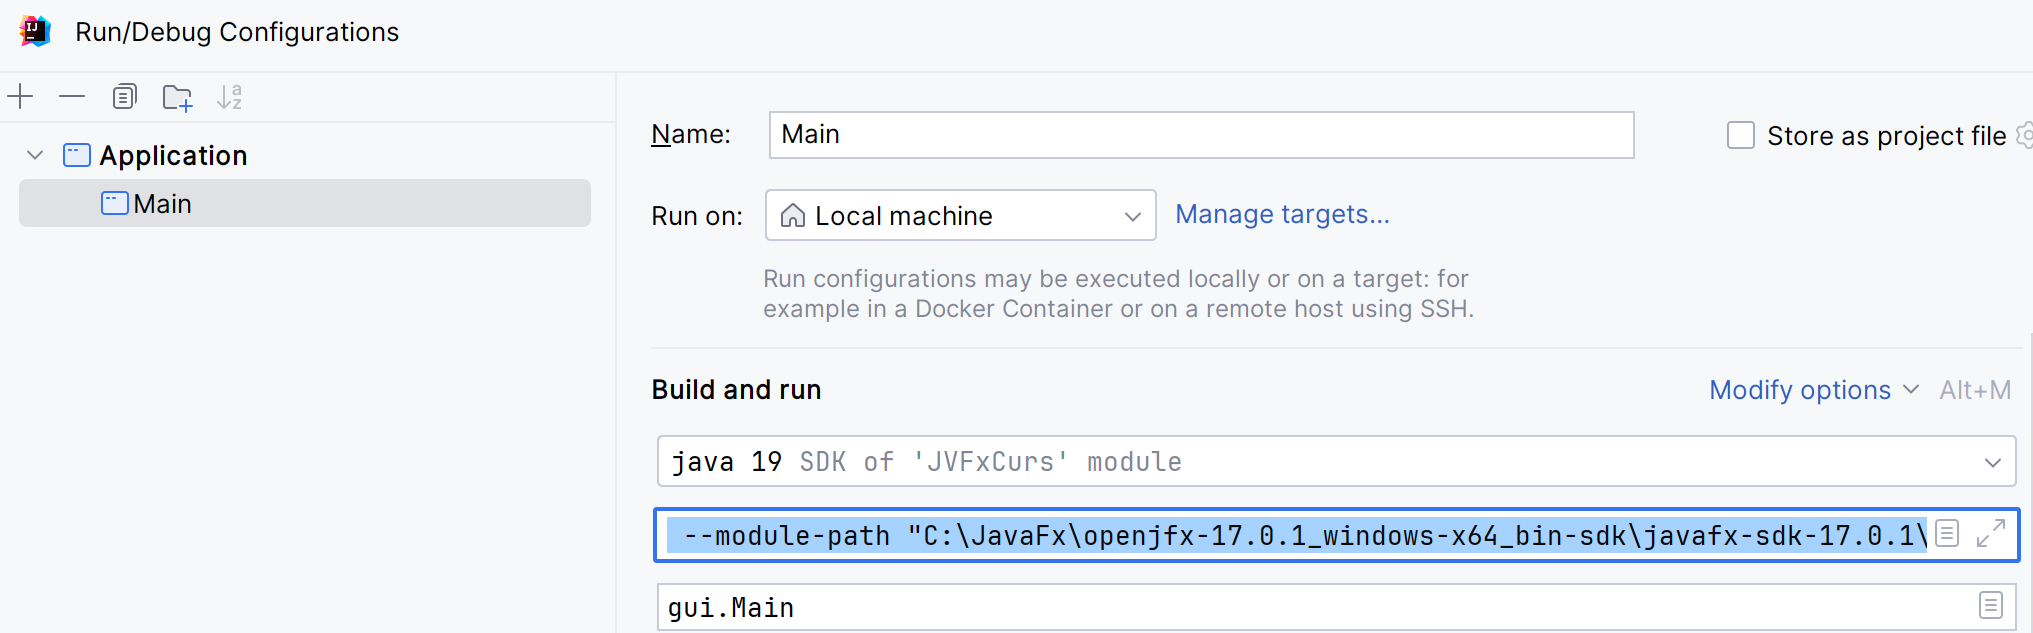 Run/Debug Configurations
Application
Main
Name: Main
Store as project file
Run on: Local machine Manage targets...
Run configurations may be executed locally or on a target: for
example in a Docker Container or on a remote host using SSH.
Build and run
Modify options Alt+M
java 19 SDK of 'JVFxCurs' module
--module-path "C:\JavaFx\openjfx-17.0.1_windows-x64_bin-sdk\javafx-sdk-17.0.1\
gui.Main